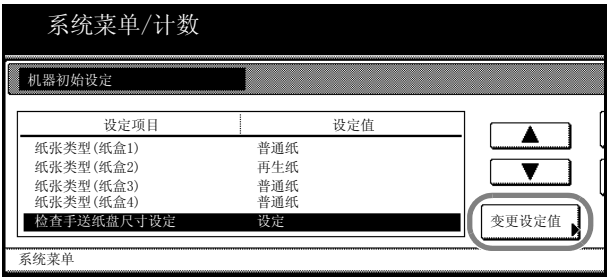 系统菜单/计数
机器初始设定
设定项目 设定值
纸张类型(纸盒1) 普通纸
纸张类型(纸盒2) 再生纸
纸张类型(纸盒3) 普通纸
纸张类型(纸盒4) 普通纸
检查手送纸盘尺寸设定 设定
变更设定值
系统菜单